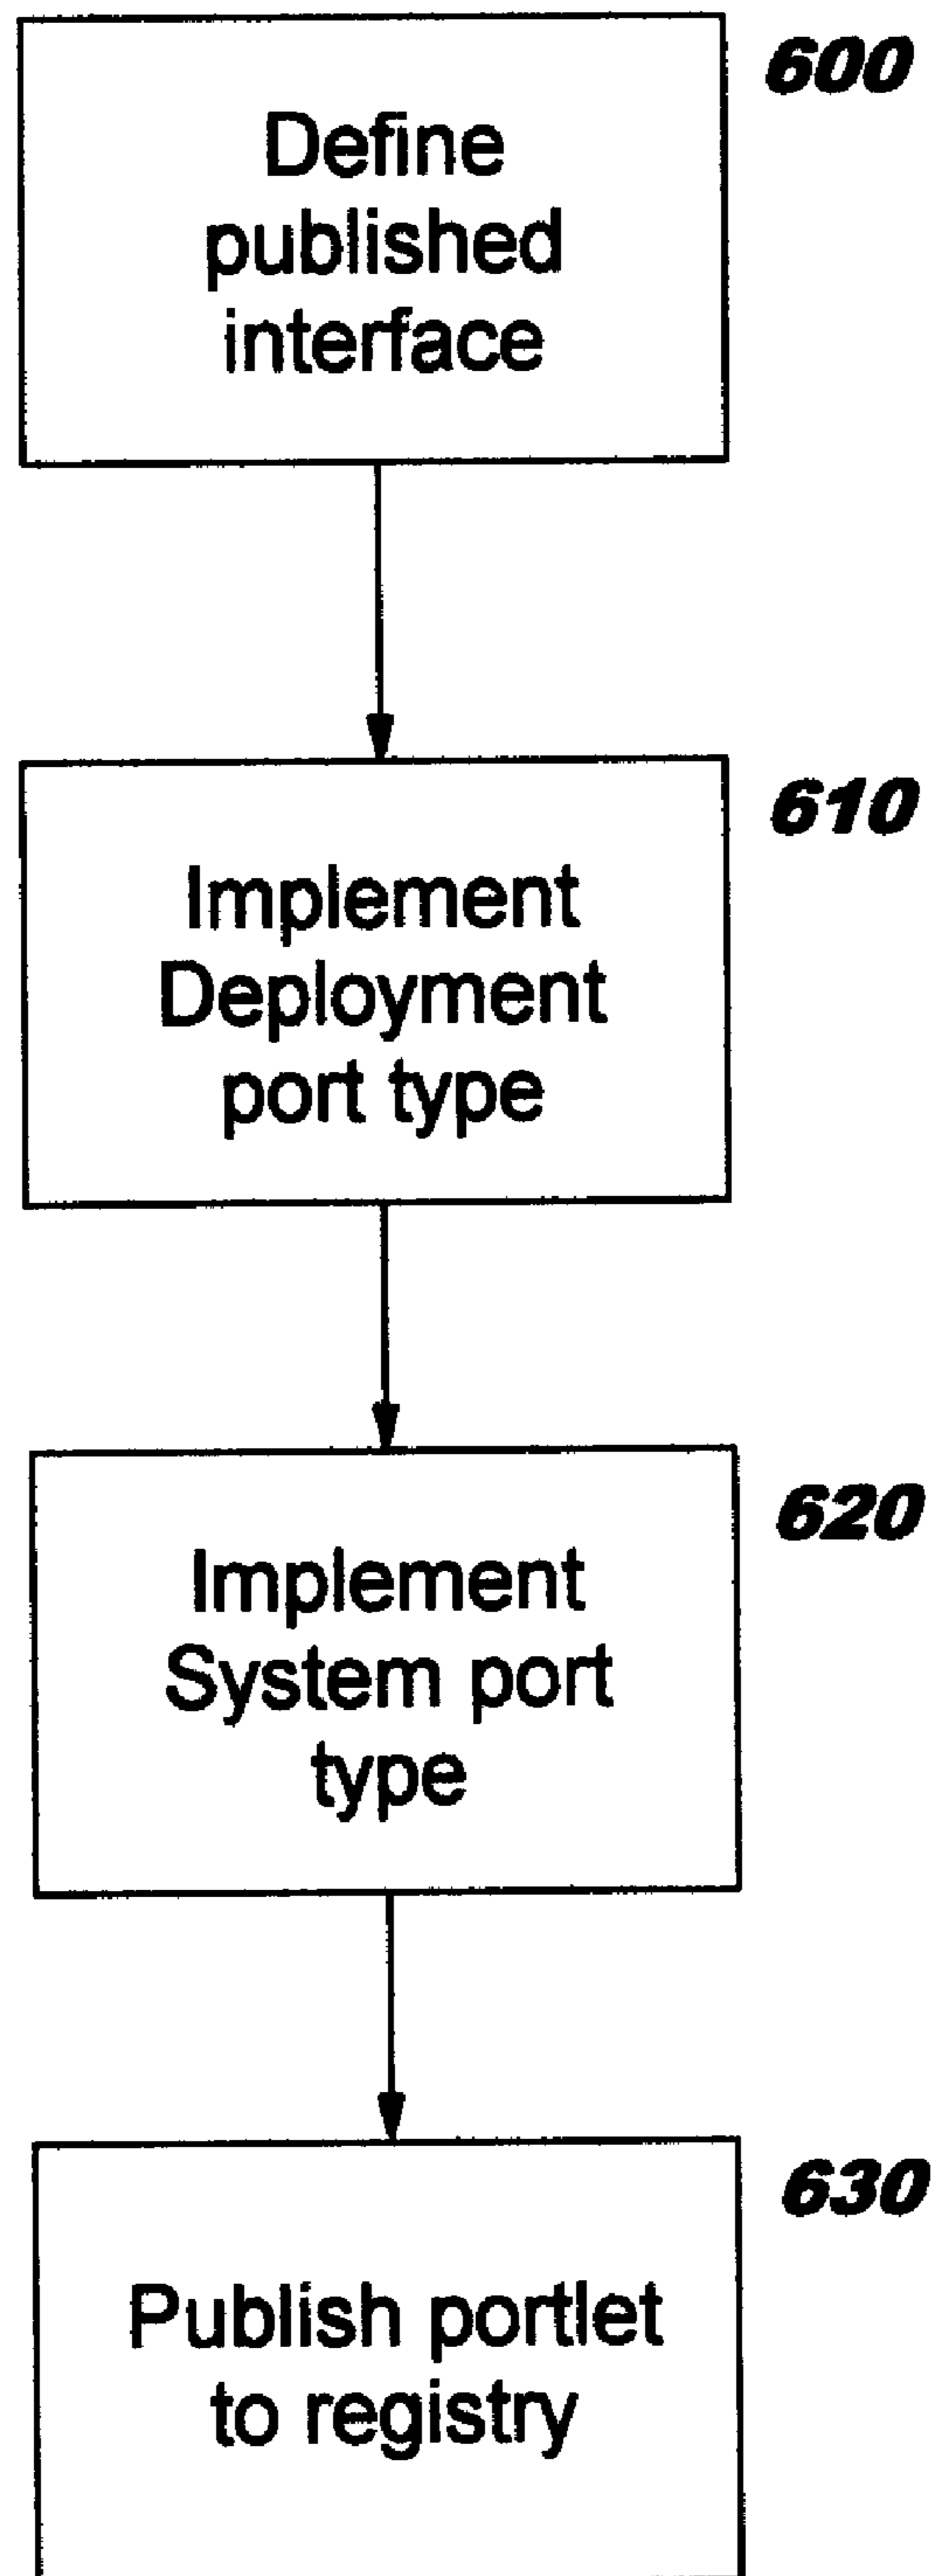 600
Define
published
interface
610
Implement
Deployment
port type
620
Implement
System port
type
630
Publish portlet
to registry